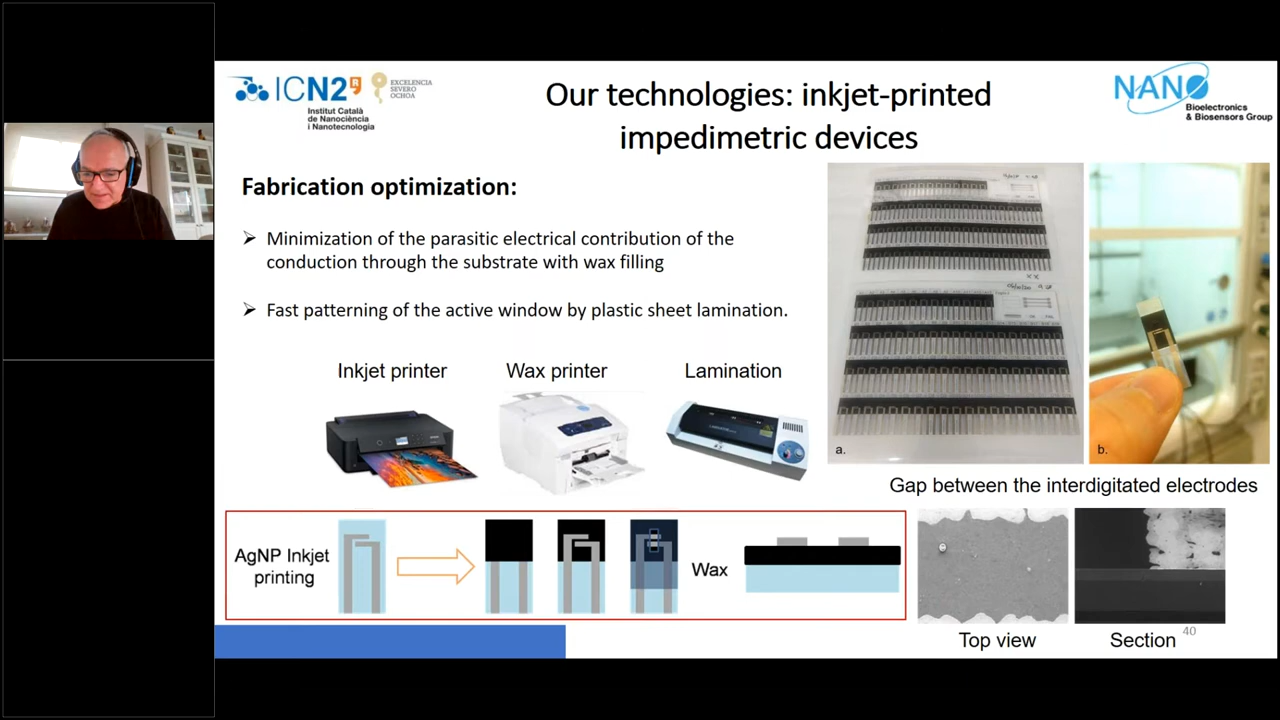 ICN2
EXCELENCIA
SEVERO
OCHOA
Institut Català
de Nanociència
i Nanotecnologia
Our technologies: inkjet-printed
impedimetric devices
NANO
Bioelectronics
& Biosensors Group
Fabrication optimization:
➢ Minimization of the parasitic electrical contribution of the
conduction through the substrate with wax filling
➢ Fast patterning of the active window by plastic sheet lamination.
Inkjet printer
Wax printer
Lamination
a.
b.
Gap between the interdigitated electrodes
AgNP Inkjet
printing
Wax
Top view
Section
40